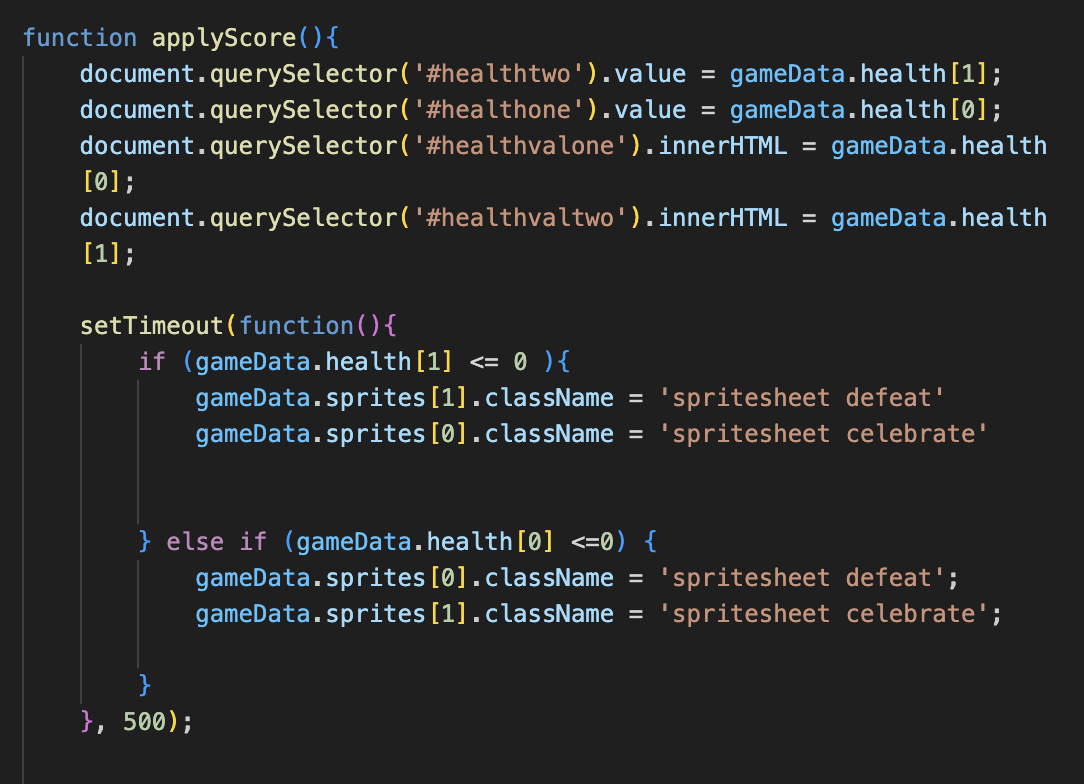 function applyScore(){
document.querySelector('#healthtwo').value = gameData.health[1];
document.querySelector('#healthone').value = gameData.health[0];
document.querySelector('#healthvalone').innerHTML = gameData.health
[0];
document.querySelector('#healthvaltwo').innerHTML = gameData.health
[1];
setTimeout(function(){
if (gameData.health[1] <= 0 ){
gameData.sprites[1].className = 'spritesheet defeat'
gameData.sprites[0].className = 'spritesheet celebrate'
} else if (gameData.health[0] <=0) {
gameData.sprites[0].className = 'spritesheet defeat';
gameData.sprites[1].className = 'spritesheet celebrate';
}
}, 500);